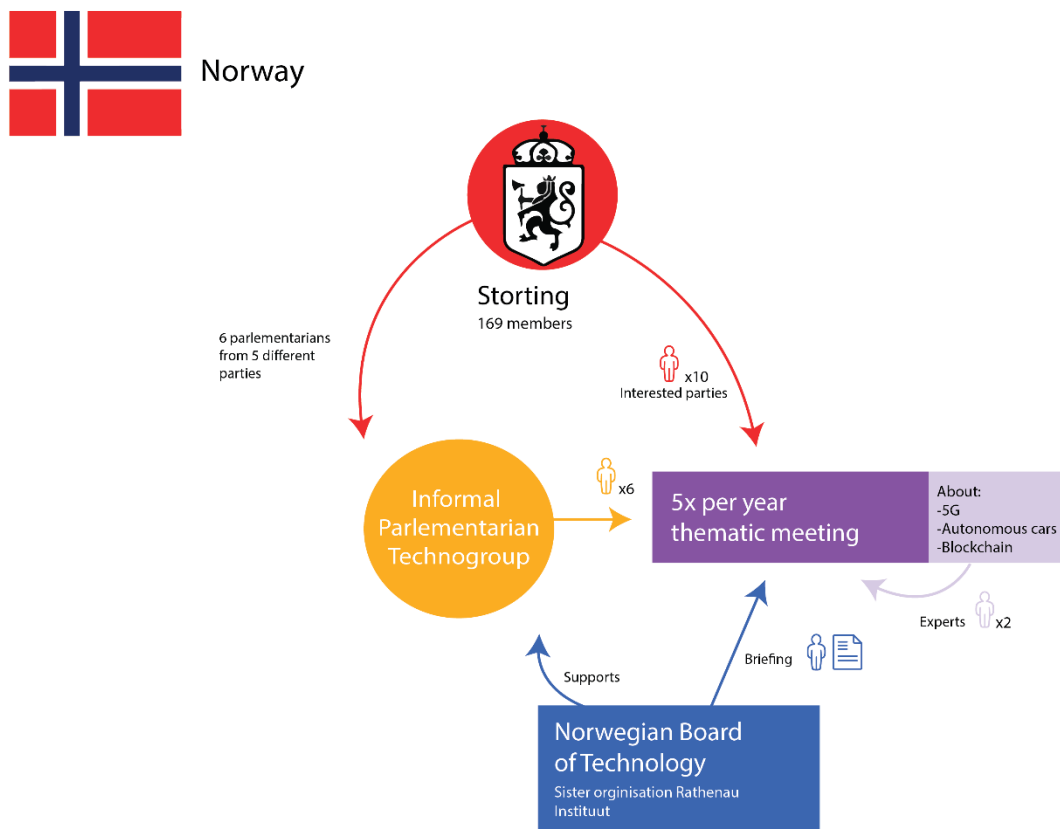 Norway
Storting
169 members
6 parlementarians
from 5 different
parties
x10
Interested parties
Informal
Parlementarian
Technogroup
x6
5x per year
thematic meeting
About:
-5G
-Autonomous cars
-Blockchain
Experts
x2
Supports
Briefing
Norwegian Board
of Technology
Sister orginisation Rathenau
Instituut